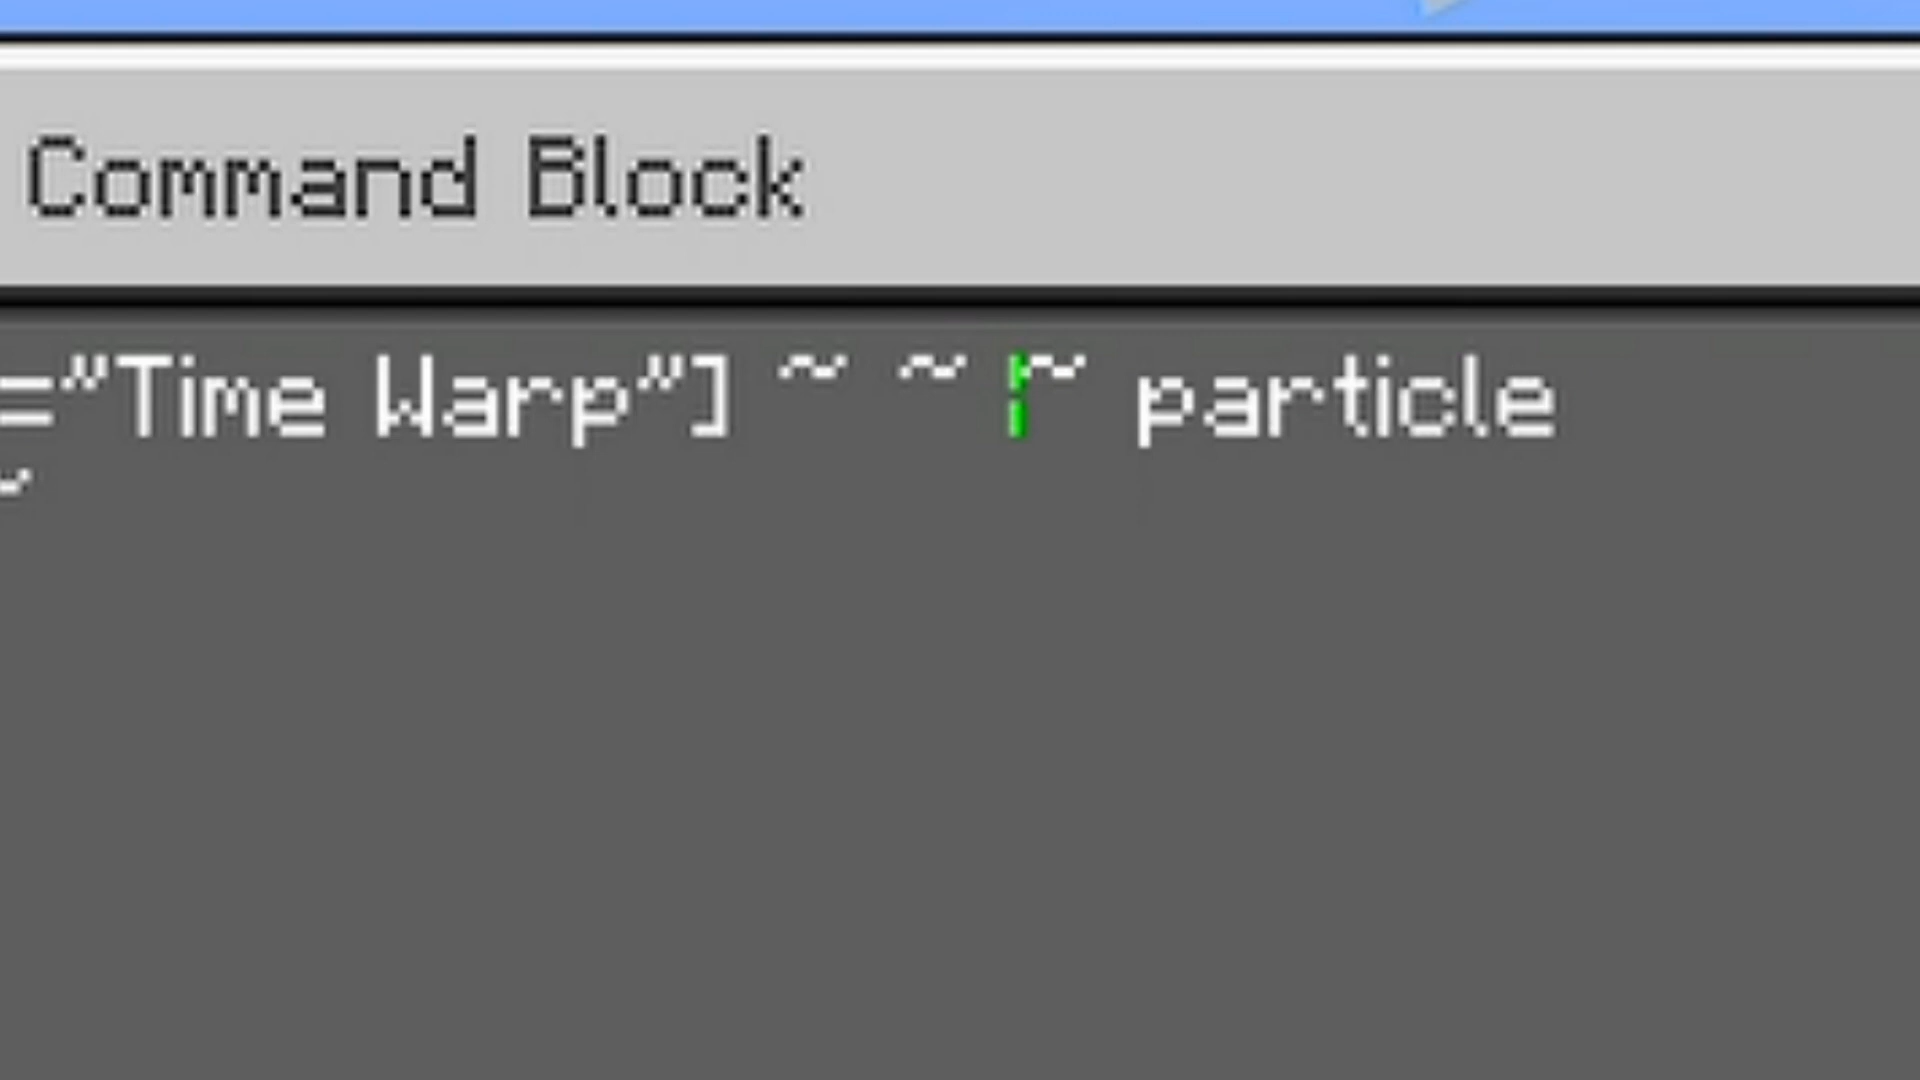 Command Block
="Time Warp"] ~ ~ ~ particle
~